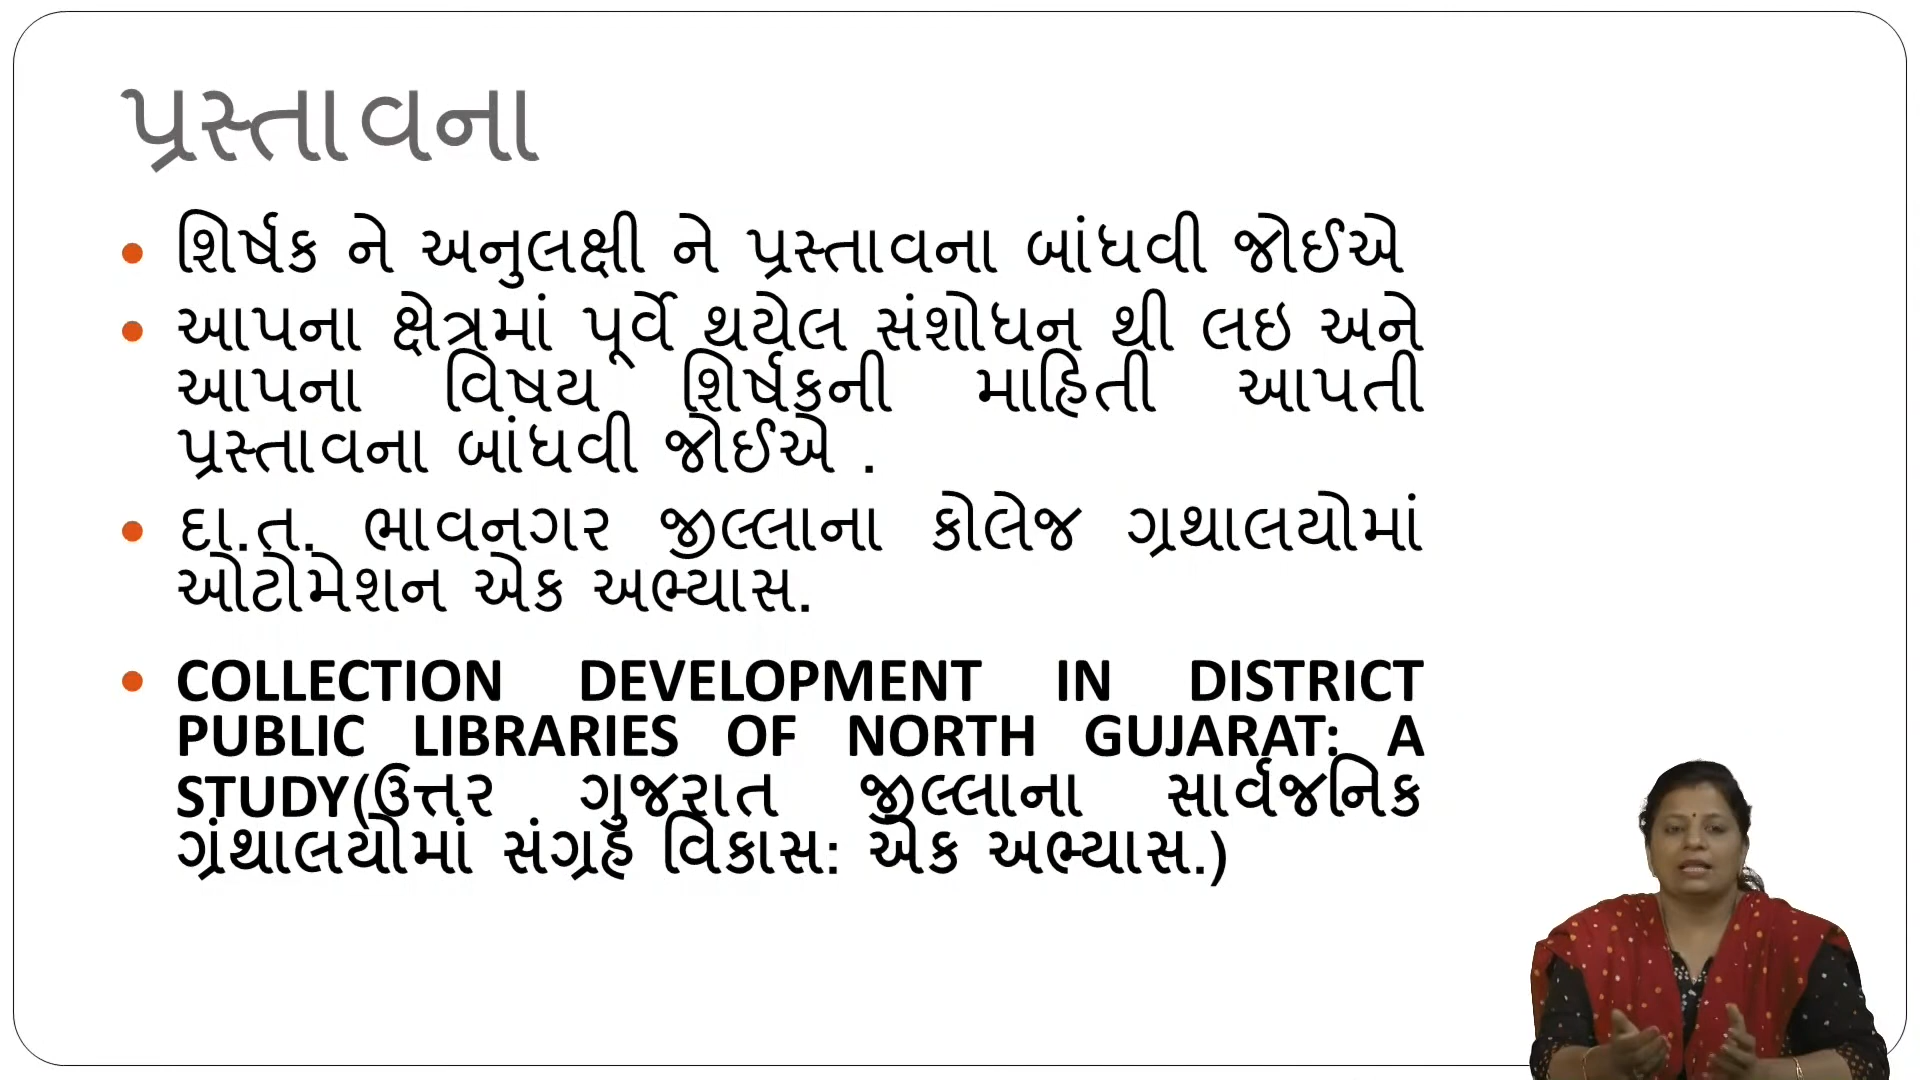 પ્રસ્તાવના
• શિર્ષક ને અનુલક્ષી ને પ્રસ્તાવના બાંધવી જોઈએ
• આપના ક્ષેત્રમાં પૂર્વે થયેલ સંશોધન થી લઇ અને
આપના વિષય શિર્ષકની માહિતી આપતી
પ્રસ્તાવના બાંધવી જોઈએ .
• દા.ત. ભાવનગર જીલ્લાના કોલેજ ગ્રથાલયોમાં
ઓટોમેશન એક અભ્યાસ.
• COLLECTION DEVELOPMENT IN DISTRICT
PUBLIC LIBRARIES OF NORTH GUJARAT: A
STUDY(ઉત્તર ગુજરાત જીલ્લાના સાર્વજનિક
ગ્રંથાલયોમાં સંગ્રહ વિકાસ: એક અભ્યાસ.)